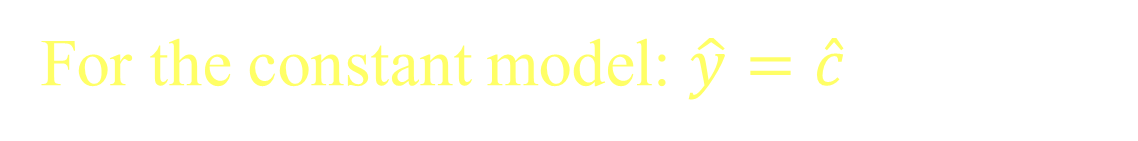 For the constant model: ŷ = ĉ